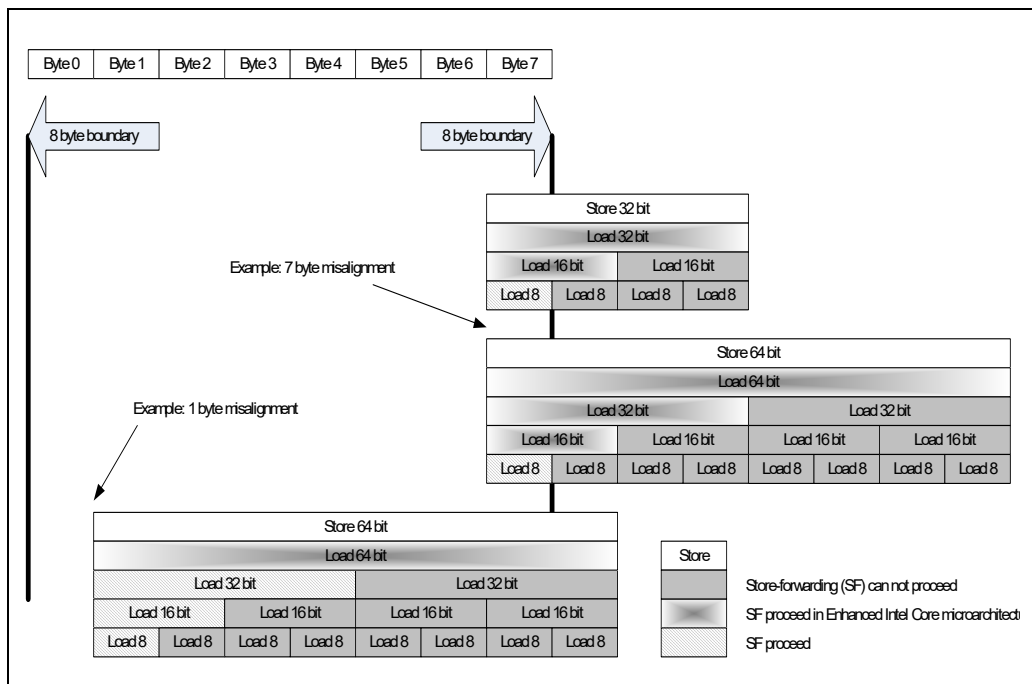 Byte 0 Byte 1 Byte 2 Byte 3 Byte 4 Byte 5 Byte 6 Byte 7
8 byte boundary 8 byte boundary
Store 32 bit
Load 32 bit
Example: 7 byte misalignment
Load 16 bit Load 16 bit
Load 8 Load 8 Load 8 Load 8
Store 64 bit
Load 64 bit
Example: 1 byte misalignment
Load 32 bit Load 32 bit
Load 16 bit Load 16 bit Load 16 bit Load 16 bit
Load 8 Load 8 Load 8 Load 8 Load 8 Load 8 Load 8 Load 8
Store 64 bit
Load 64 bit
Load 32 bit Load 32 bit
Load 16 bit Load 16 bit Load 16 bit Load 16 bit
Load 8 Load 8 Load 8 Load 8 Load 8 Load 8 Load 8 Load 8
Store
Store-forwarding (SF) can not proceed
SF proceed in Enhanced Intel Core microarchitectu
SF proceed